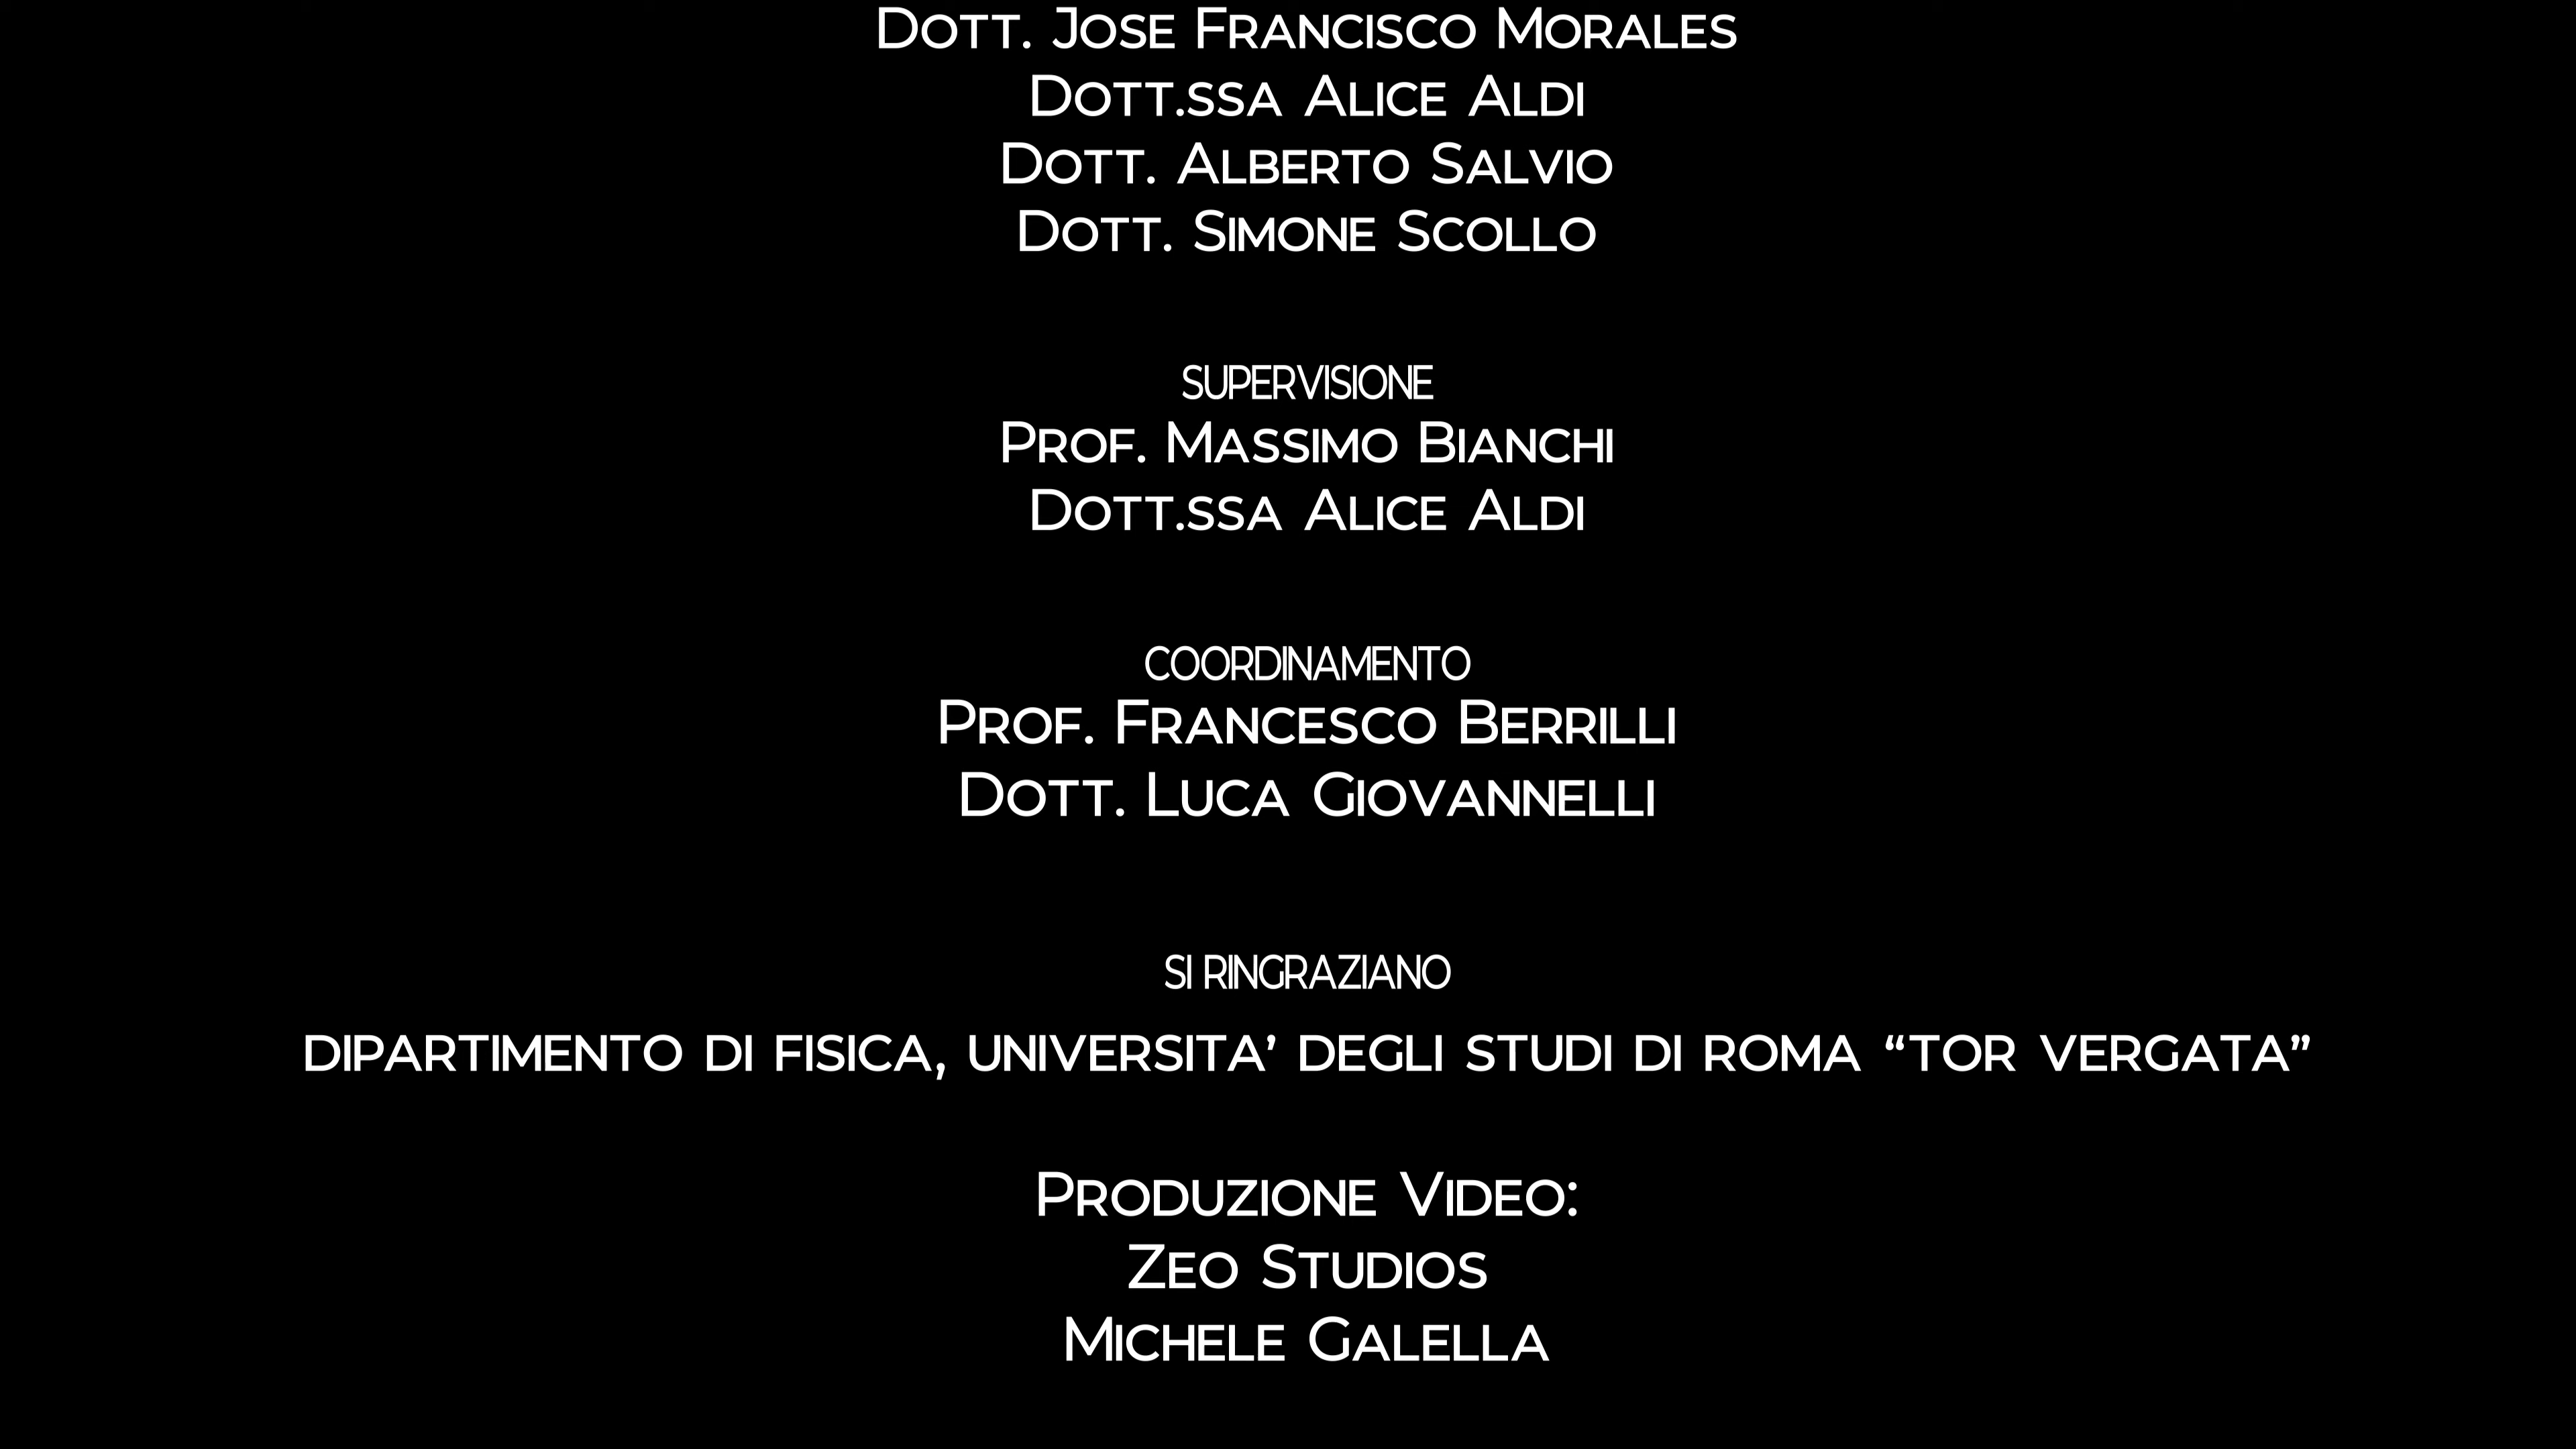 Dott. Jose Francisco Morales
Dott.ssa Alice Aldi
Dott. Alberto Salvio
Dott. Simone Scollo
SUPERVISIONE
Prof. Massimo Bianchi
Dott.ssa Alice Aldi
COORDINAMENTO
Prof. Francesco Berrilli
Dott. Luca Giovannelli
SI RINGRAZIANO
DIPARTIMENTO DI FISICA, UNIVERSITA’ DEGLI STUDI DI ROMA “TOR VERGATA”
Produzione Video:
Zeo Studios
Michele Galella